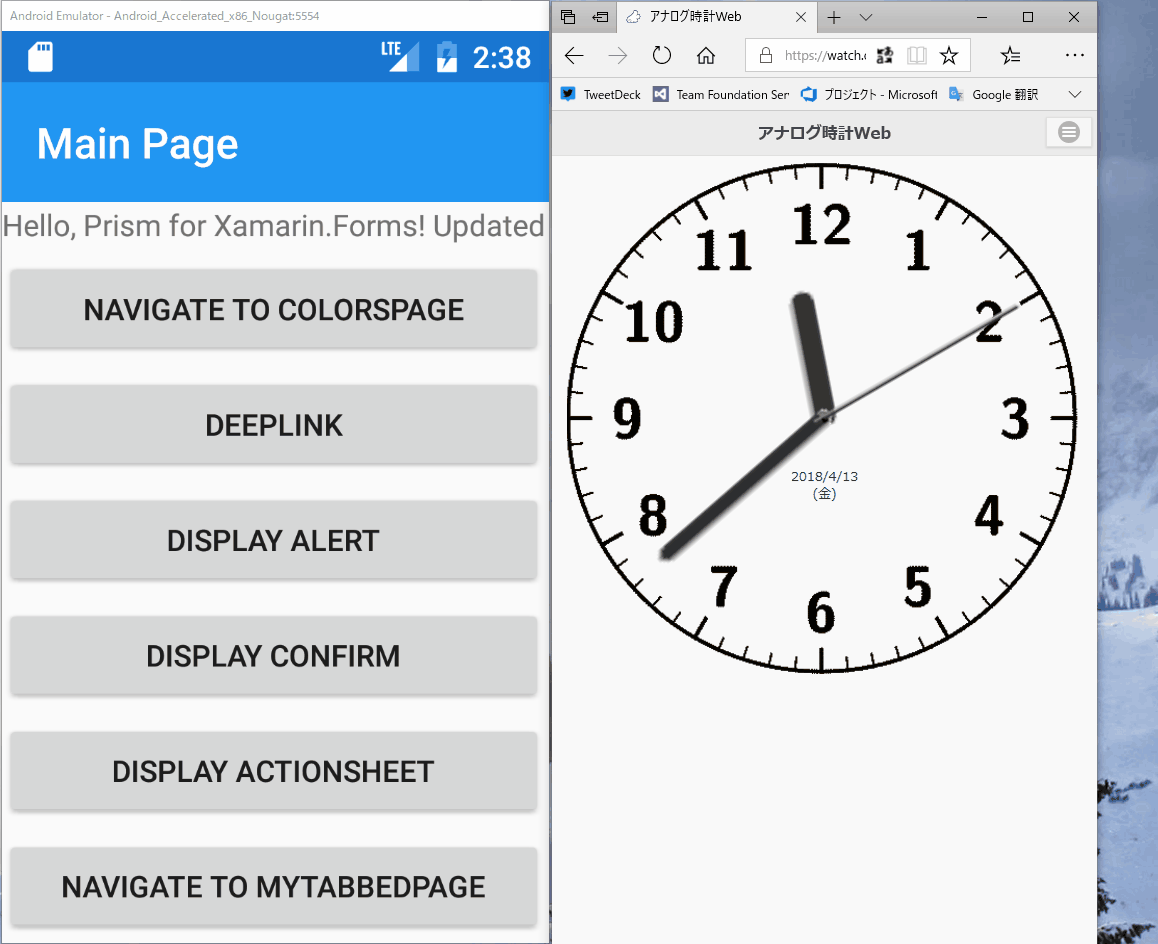 Android Emulator - Android_Accelerated_x86_Nougat:5554
LTE
2:38
Main Page
Hello, Prism for Xamarin.Forms! Updated
NAVIGATE TO COLORSPAGE
DEEPLINK
DISPLAY ALERT
DISPLAY CONFIRM
DISPLAY ACTIONSHEET
NAVIGATE TO MYTABBEDPAGE
アナログ時計Web
https://watch.
TweetDeck
Team Foundation Ser
プロジェクト - Microsoft
Google 翻訳
アナログ時計Web
12
1
2
3
4
5
6
7
8
9
10
11
2018/4/13
(金)